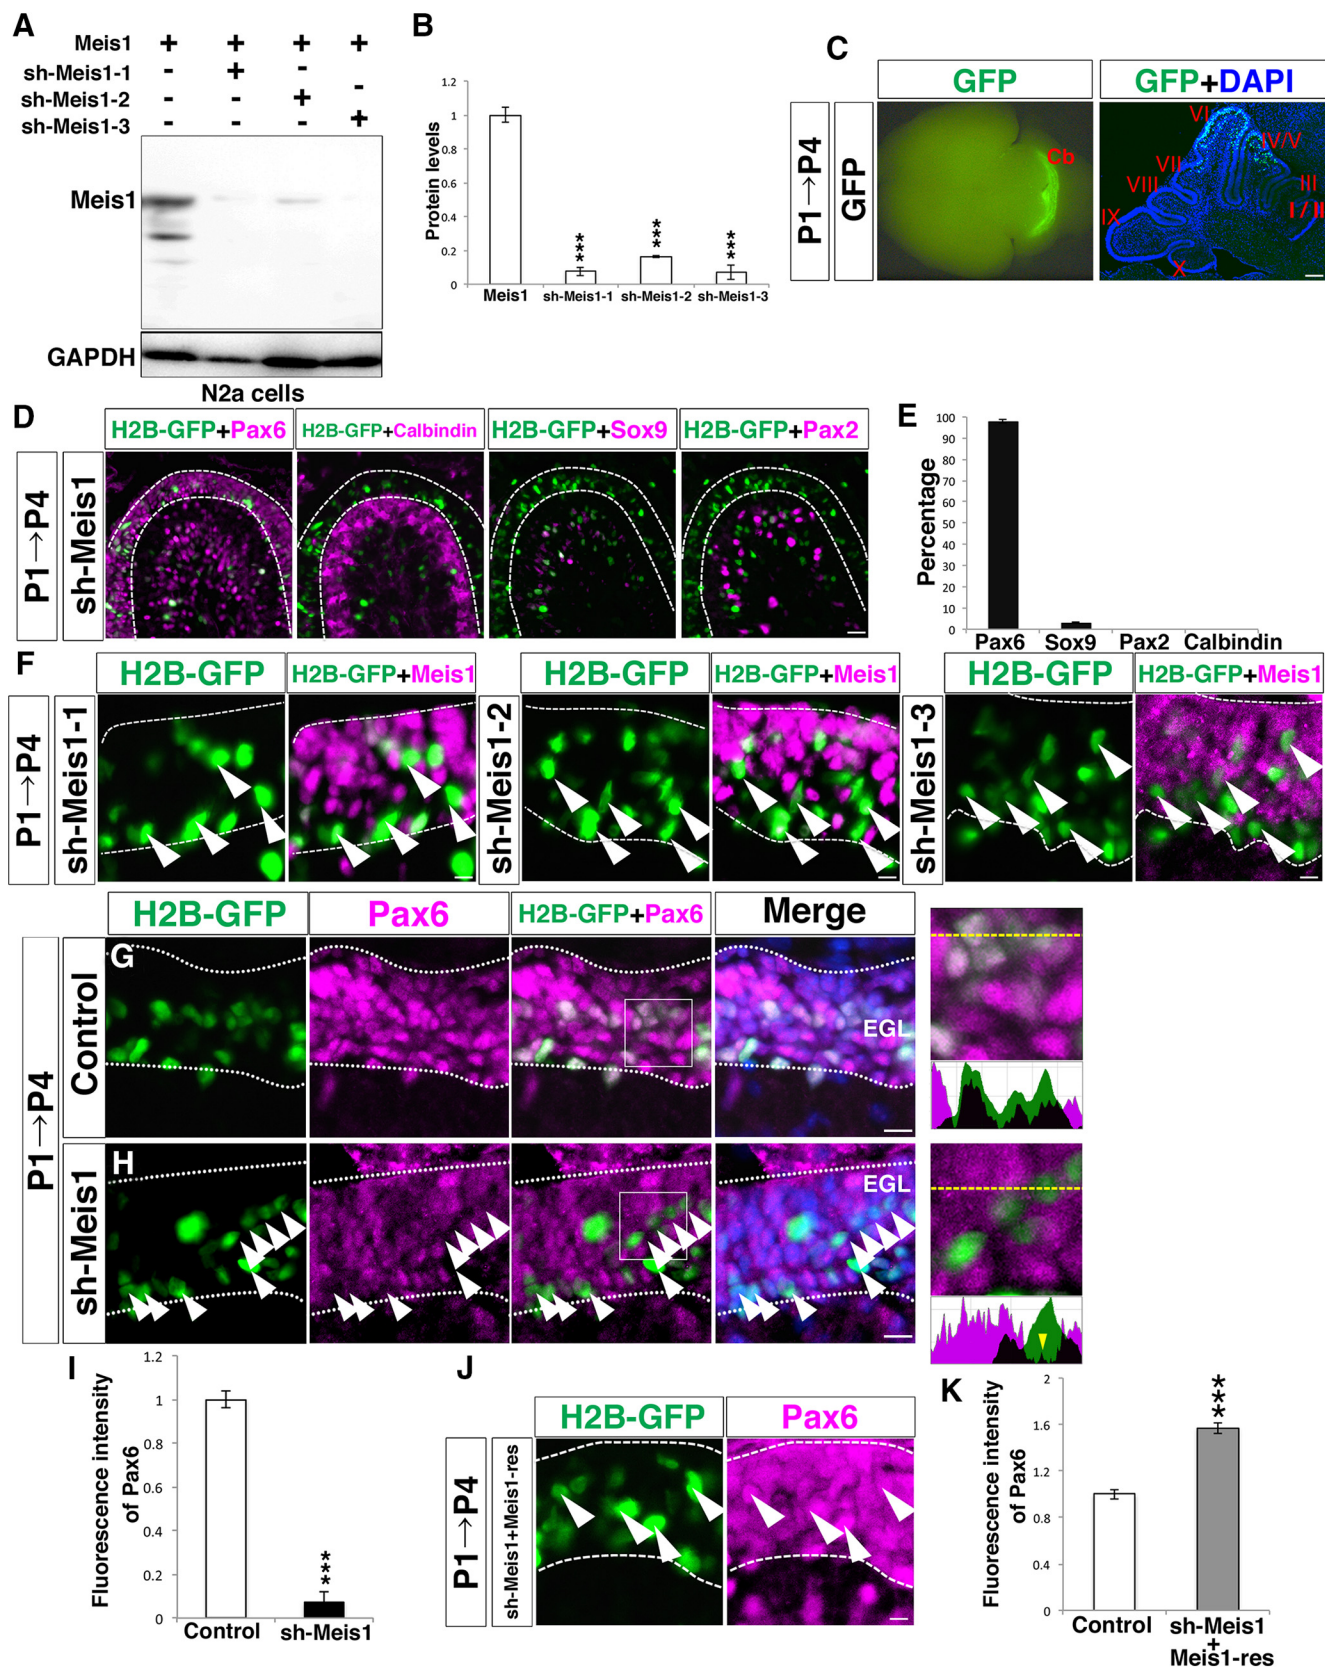 A
Meis1 + + + +
sh-Meis1-1 - + - -
sh-Meis1-2 - - + -
sh-Meis1-3 - - - +
Meis1
GAPDH
N2a cells
B
Protein levels
1.2
1
0.8
0.6
0.4
0.2
0
***
***
***
Meis1 sh-Meis1-1 sh-Meis1-2 sh-Meis1-3
C
GFP GFP+DAPI
P1→P4
GFP
Cb
VI
IV/V
VII
VIII
III
I / II
IX
X
D
H2B-GFP+Pax6 H2B-GFP+Calbindin H2B-GFP+Sox9 H2B-GFP+Pax2
P1→P4
sh-Meis1
E
Percentage
100
90
80
70
60
50
40
30
20
10
0
Pax6 Sox9 Pax2 Calbindin
F
P1→P4
sh-Meis1-1
H2B-GFP H2B-GFP+Meis1
sh-Meis1-2
H2B-GFP H2B-GFP+Meis1
sh-Meis1-3
H2B-GFP H2B-GFP+Meis1
H2B-GFP Pax6 H2B-GFP+Pax6 Merge
P1→P4
Control
G
EGL
sh-Meis1
H
EGL
I
Fluorescence intensity
of Pax6
1.2
1
0.8
0.6
0.4
0.2
0
***
Control sh-Meis1
J
H2B-GFP Pax6
P1→P4
sh-Meis1+Meis1-res
K
Fluorescence intensity
of Pax6
2
1.6
1.2
0.8
0.4
0
***
Control sh-Meis1
+
Meis1-res